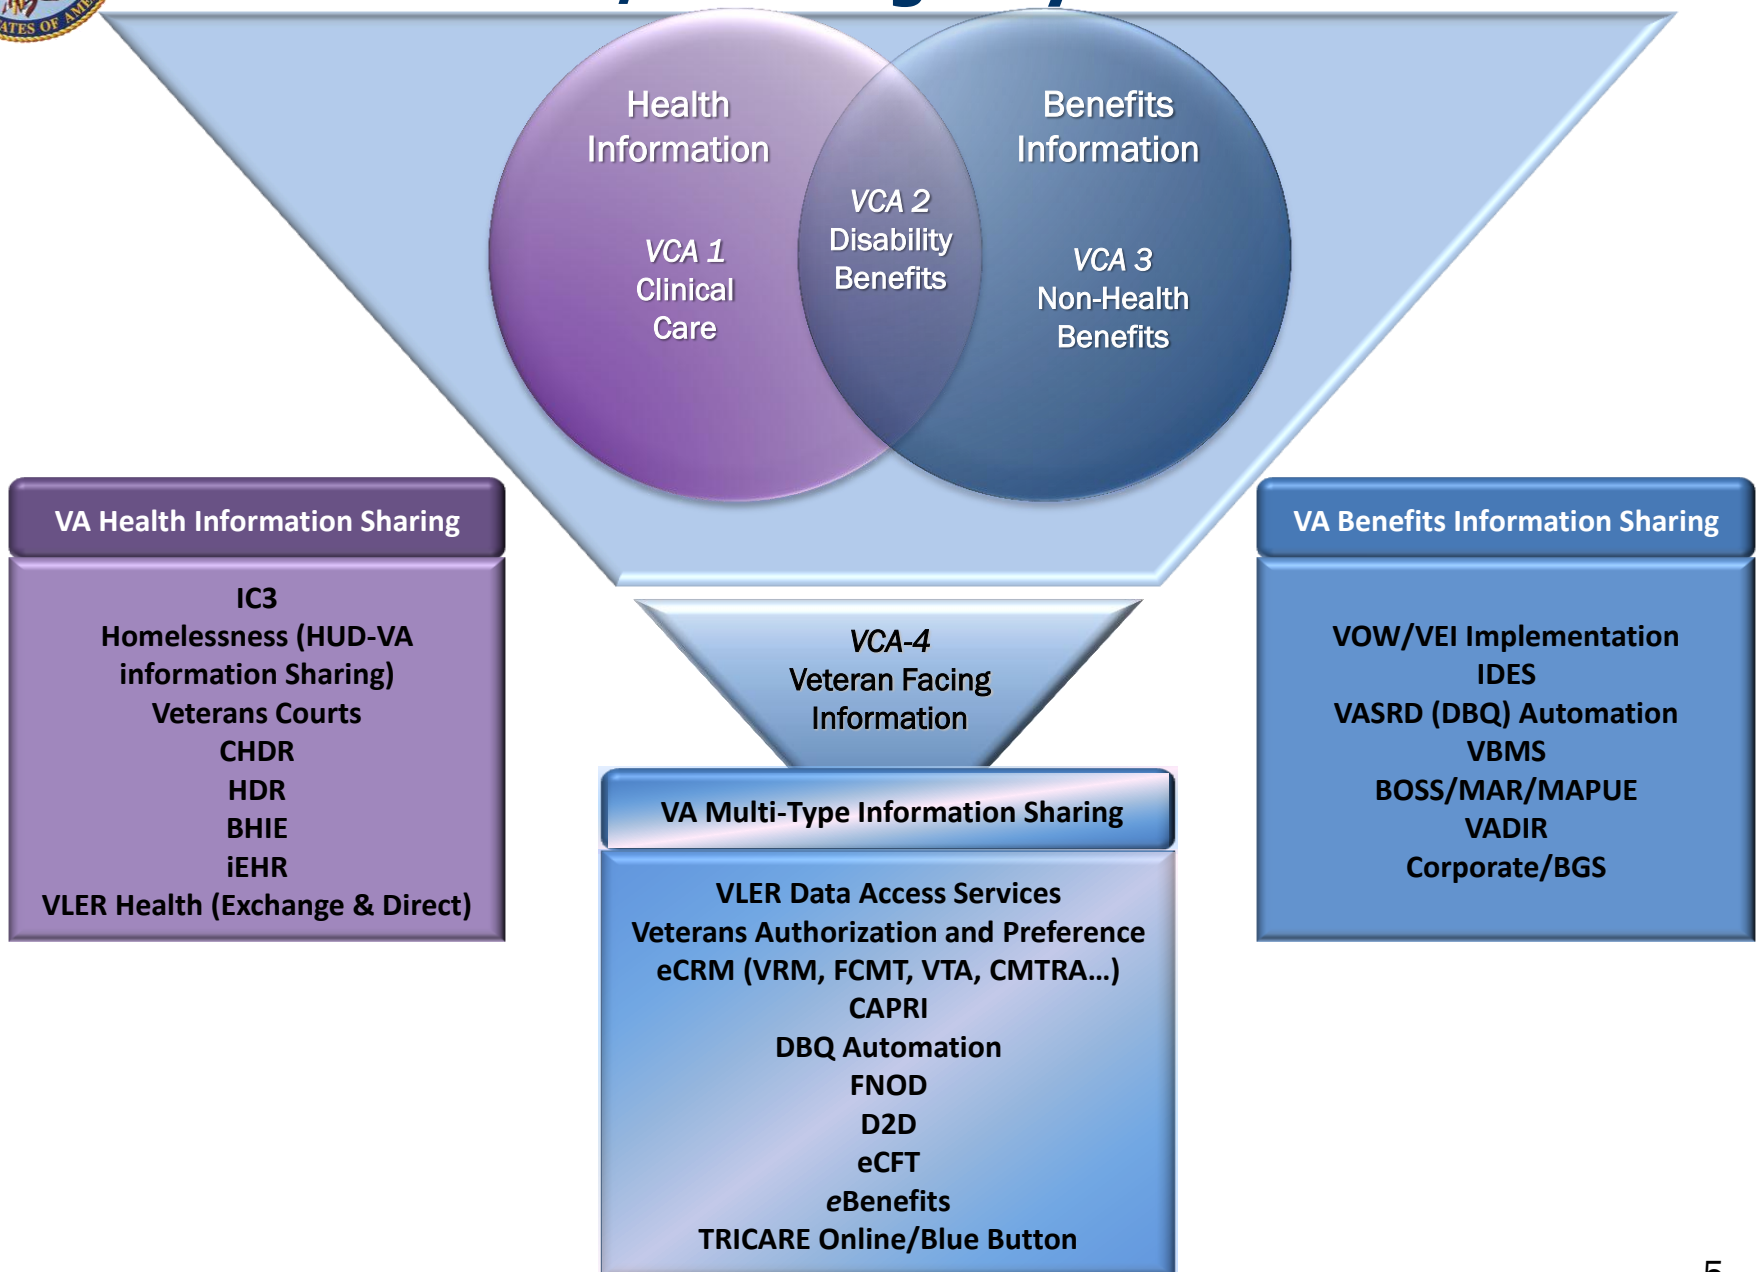 TATES OF AME
Health
Information
Benefits
Information
VCA 1
Clinical
Care
VCA 2
Disability
Benefits
VCA 3
Non-Health
Benefits
VA Health Information Sharing
IC3
Homelessness (HUD-VA
information Sharing)
Veterans Courts
CHDR
HDR
BHIE
iEHR
VLER Health (Exchange & Direct)
VCA-4
Veteran Facing
Information
VA Multi-Type Information Sharing
VLER Data Access Services
Veterans Authorization and Preference
eCRM (VRM, FCMT, VTA, CMTRA…)
CAPRI
DBQ Automation
FNOD
D2D
eCFT
eBenefits
TRICARE Online/Blue Button
VA Benefits Information Sharing
VOW/VEI Implementation
IDES
VASRD (DBQ) Automation
VBMS
BOSS/MAR/MAPUE
VADIR
Corporate/BGS
5